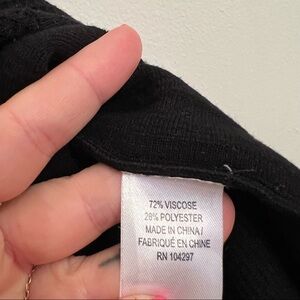 72% VISCOSE
28% POLYESTER
MADE IN CHINA /
FABRIQUÉ EN CHINE
RN 104297